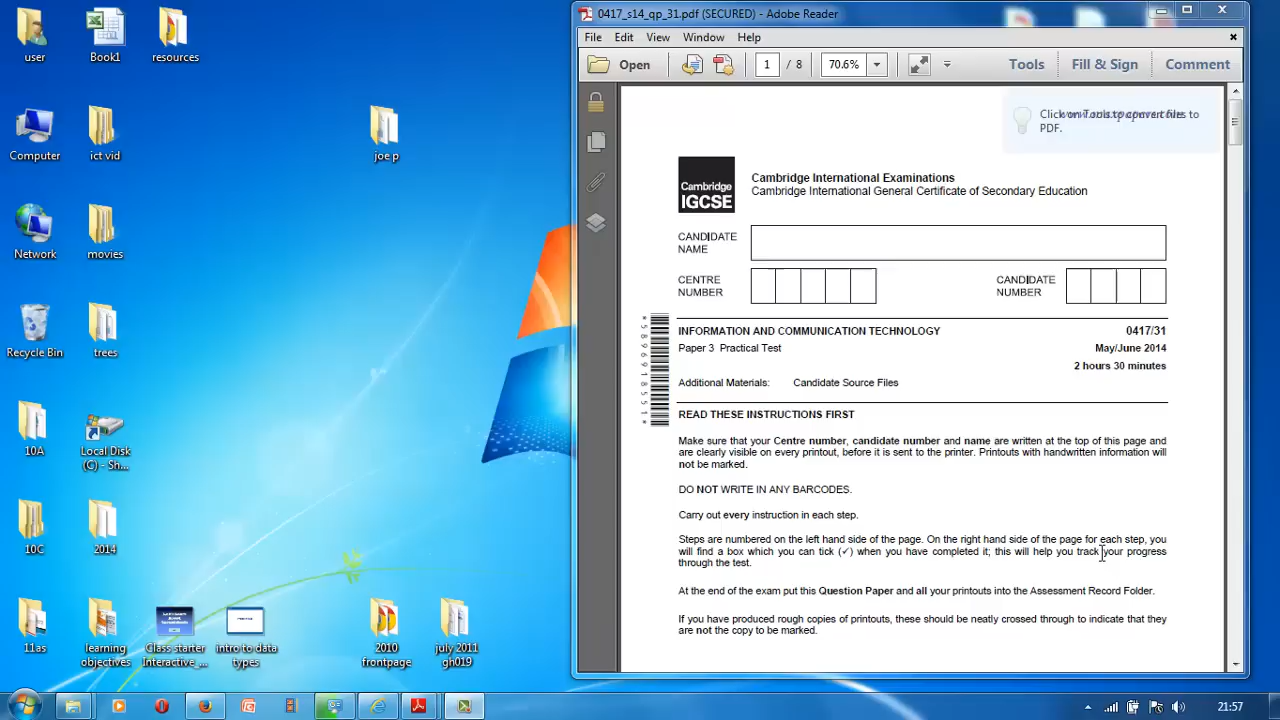 user
Book1
resources
Computer
ict vid
joe p
Network
movies
Recycle Bin
trees
10A
Local Disk
(C) - Sh...
10C
2014
11as
learning
objectives
Class starter
Interactive_...
intro to data
types
2010
frontpage
july 2011
gh019
0417_s14_qp_31.pdf (SECURED) - Adobe Reader
File Edit View Window Help
Open 1 / 8 70.6% Tools Fill & Sign Comment
Click on Tools to convert files to
PDF.
Cambridge
IGCSE
Cambridge International Examinations
Cambridge International General Certificate of Secondary Education
CANDIDATE
NAME
CENTRE
NUMBER
CANDIDATE
NUMBER
INFORMATION AND COMMUNICATION TECHNOLOGY 0417/31
Paper 3 Practical Test May/June 2014
2 hours 30 minutes
Additional Materials: Candidate Source Files
READ THESE INSTRUCTIONS FIRST
Make sure that your Centre number, candidate number and name are written at the top of this page and
are clearly visible on every printout, before it is sent to the printer. Printouts with handwritten information will
not be marked.
DO NOT WRITE IN ANY BARCODES.
Carry out every instruction in each step.
Steps are numbered on the left hand side of the page. On the right hand side of the page for each step, you
will find a box which you can tick (✓) when you have completed it; this will help you track your progress
through the test.
At the end of the exam put this Question Paper and all your printouts into the Assessment Record Folder.
If you have produced rough copies of printouts, these should be neatly crossed through to indicate that they
are not the copy to be marked.
21:57